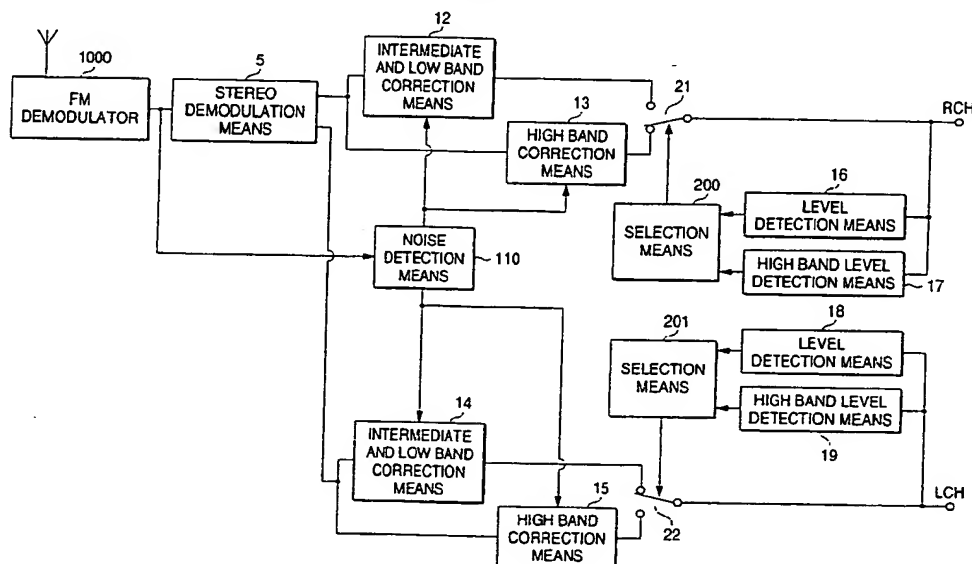 1000
FM
DEMODULATOR
5
STEREO
DEMODULATION
MEANS
12
INTERMEDIATE
AND LOW BAND
CORRECTION
MEANS
13
HIGH BAND
CORRECTION
MEANS
21
RCH
200
SELECTION
MEANS
16
LEVEL
DETECTION MEANS
HIGH BAND LEVEL
DETECTION MEANS
17
NOISE
DETECTION
MEANS
110
201
SELECTION
MEANS
18
LEVEL
DETECTION MEANS
HIGH BAND LEVEL
DETECTION MEANS
19
14
INTERMEDIATE
AND LOW BAND
CORRECTION
MEANS
15
HIGH BAND
CORRECTION
MEANS
22
LCH